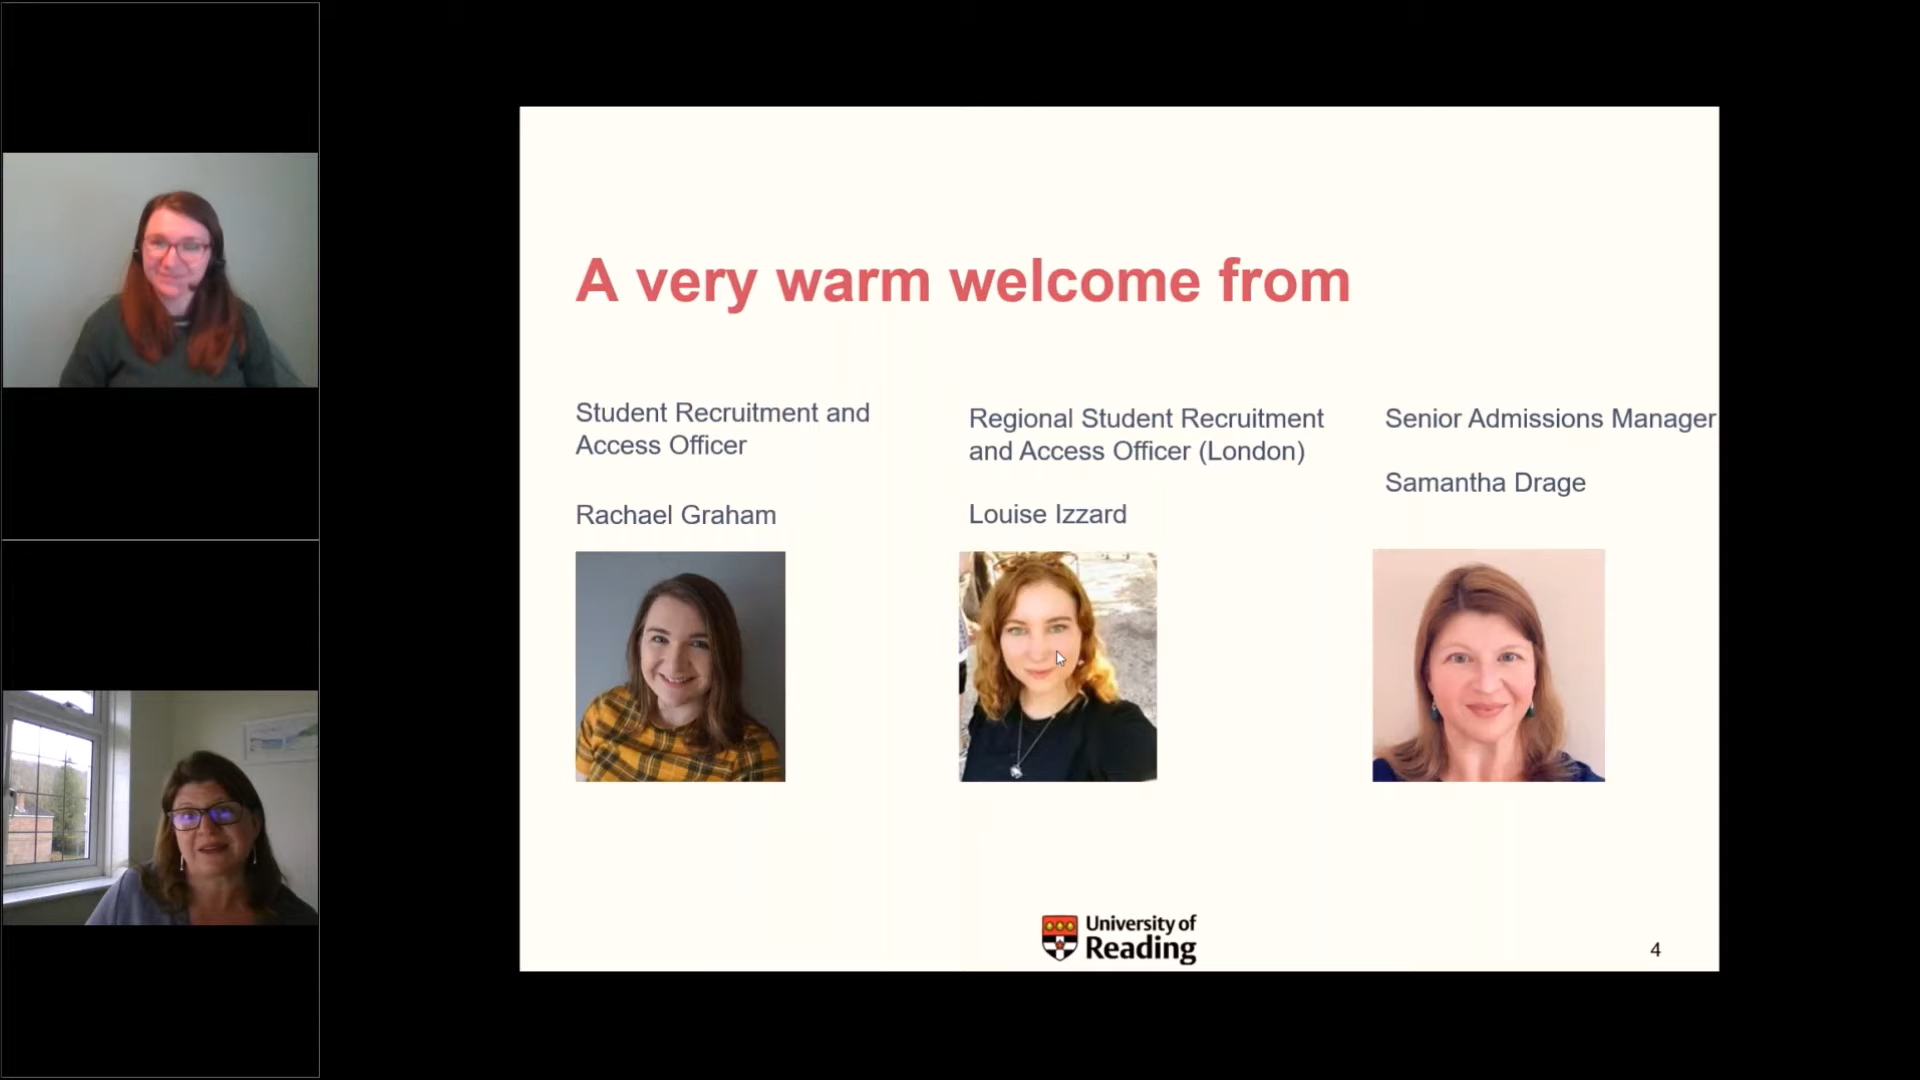 A very warm welcome from
Student Recruitment and
Access Officer
Rachael Graham
Regional Student Recruitment
and Access Officer (London)
Louise Izzard
Senior Admissions Manager
Samantha Drage
University of
Reading
4